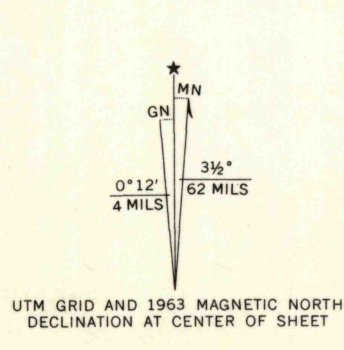 ★
MN
GN
0°12'
4 MILS
3½°
62 MILS
UTM GRID AND 1963 MAGNETIC NORTH
DECLINATION AT CENTER OF SHEET